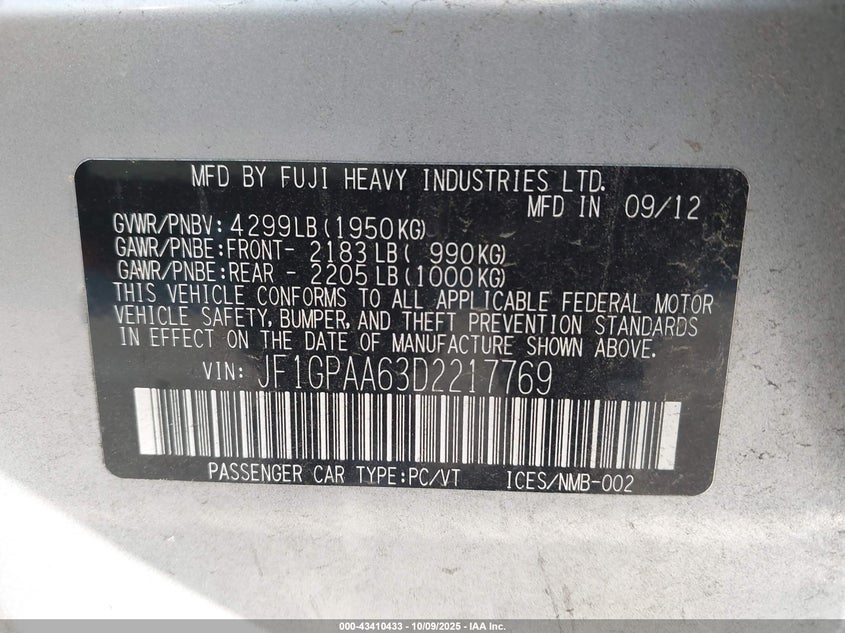 MFD BY FUJI HEAVY INDUSTRIES LTD.
MFD IN 09/12
GVWR/PNBV: 4299LB(1950KG)
GAWR/PNBE:FRONT- 2183LB( 990KG)
GAWR/PNBE:REAR - 2205LB(1000KG)
THIS VEHICLE CONFORMS TO ALL APPLICABLE FEDERAL MOTOR
VEHICLE SAFETY, BUMPER, AND THEFT PREVENTION STANDARDS
IN EFFECT ON THE DATE OF MANUFACTURE SHOWN ABOVE.
VIN: JF1GPAA63D2217769
PASSENGER CAR TYPE:PC/VT ICES/NMB-002
000-43410433 - 10/09/2025 - IAA Inc.